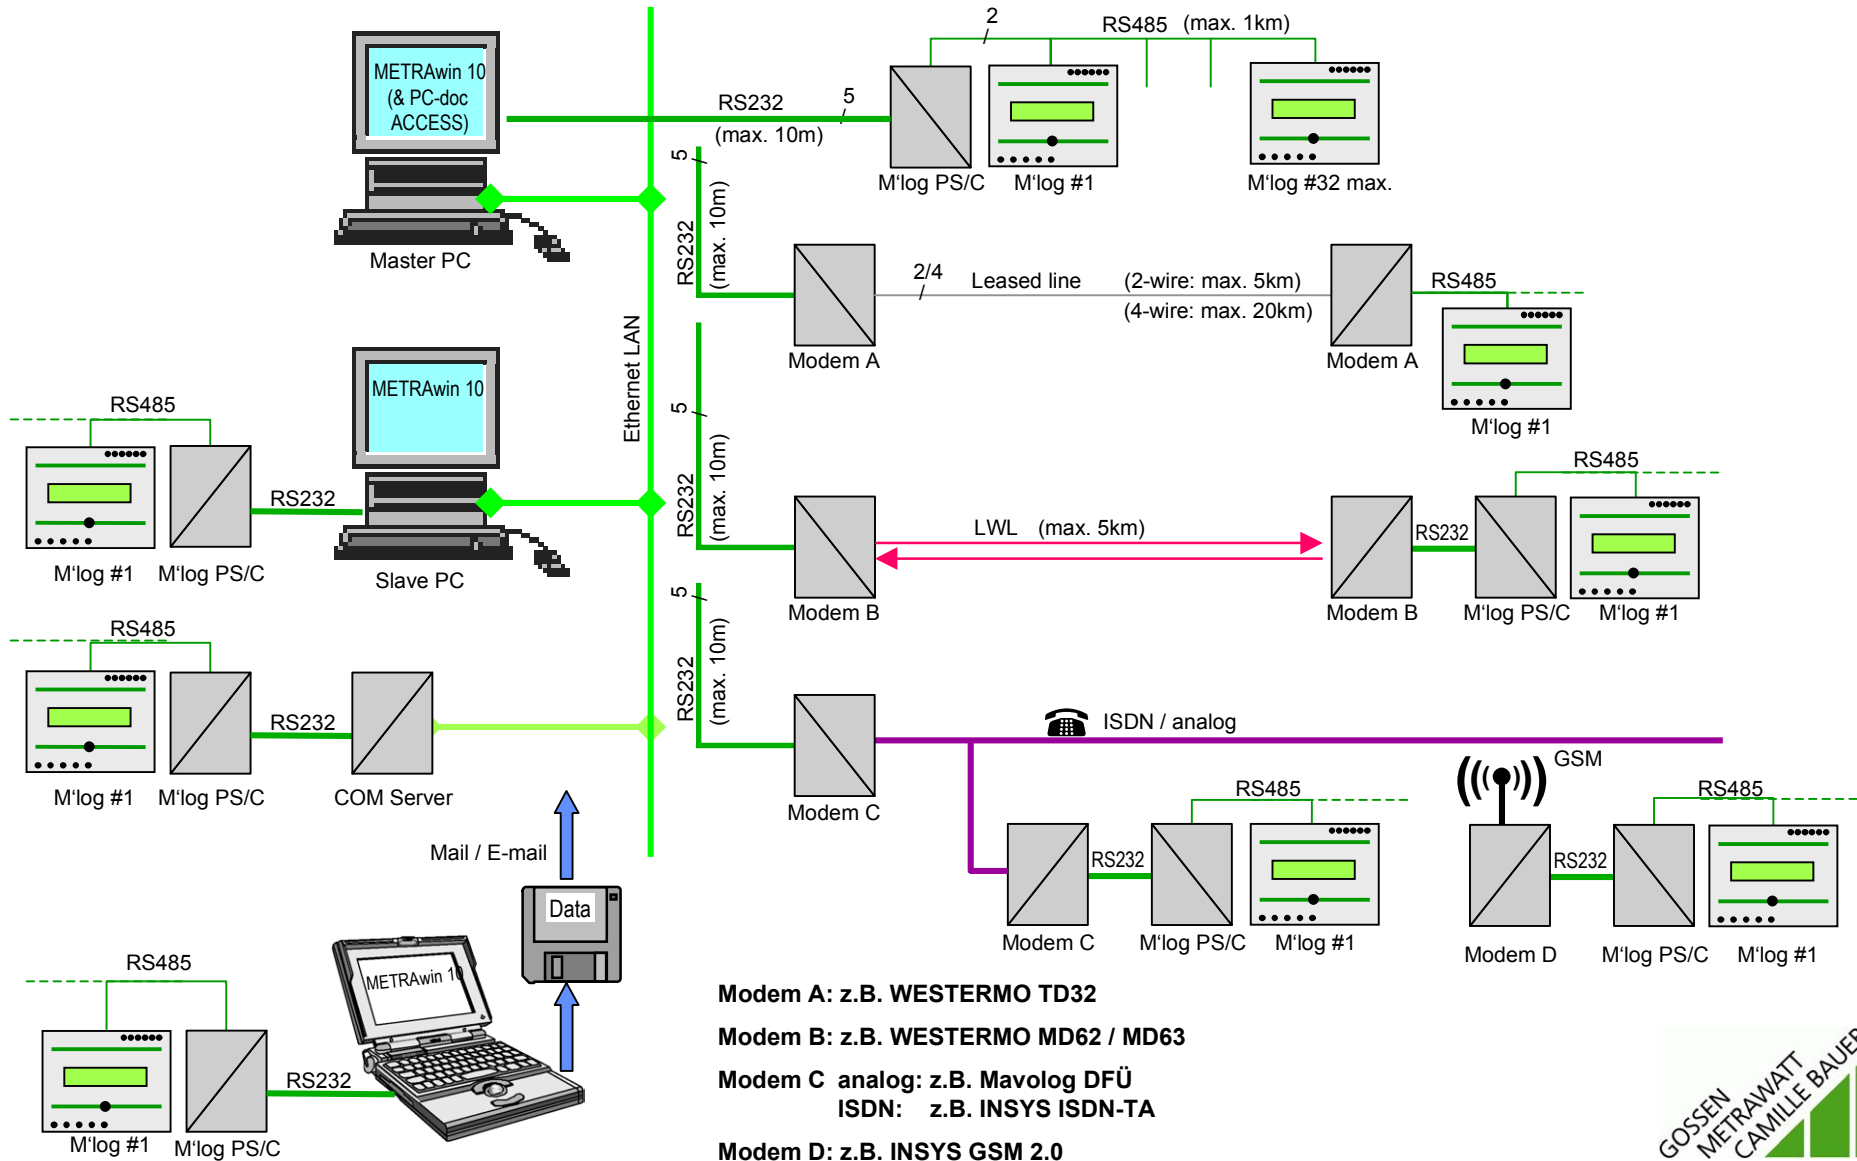 METRAwin 10
(& PC-doc
ACCESS)
Master PC
RS232
(max. 10m)
5
2
RS485 (max. 1km)
M‘log PS/C
M‘log #1
M‘log #32 max.
5
RS232
(max. 10m)
Modem A
2/4
Leased line
(2-wire: max. 5km)
(4-wire: max. 20km)
Modem A
RS485
M‘log #1
Ethernet LAN
METRAwin 10
Slave PC
RS485
RS232
M‘log #1
M‘log PS/C
5
RS232
(max. 10m)
Modem B
LWL (max. 5km)
Modem B
RS232
RS485
M‘log PS/C
M‘log #1
RS485
RS232
M‘log #1
M‘log PS/C
COM Server
5
RS232
(max. 10m)
Modem C
ISDN / analog
GSM
RS485
RS232
Modem C
M‘log PS/C
M‘log #1
RS485
RS232
Modem D
M‘log PS/C
M‘log #1
Mail / E-mail
Data
METRAwin 10
RS485
RS232
M‘log #1
M‘log PS/C
Modem A: z.B. WESTERMO TD32
Modem B: z.B. WESTERMO MD62 / MD63
Modem C analog: z.B. Mavolog DFÜ
ISDN: z.B. INSYS ISDN-TA
Modem D: z.B. INSYS GSM 2.0
GOSSEN
METRAWATT
CAMILLE BAUER